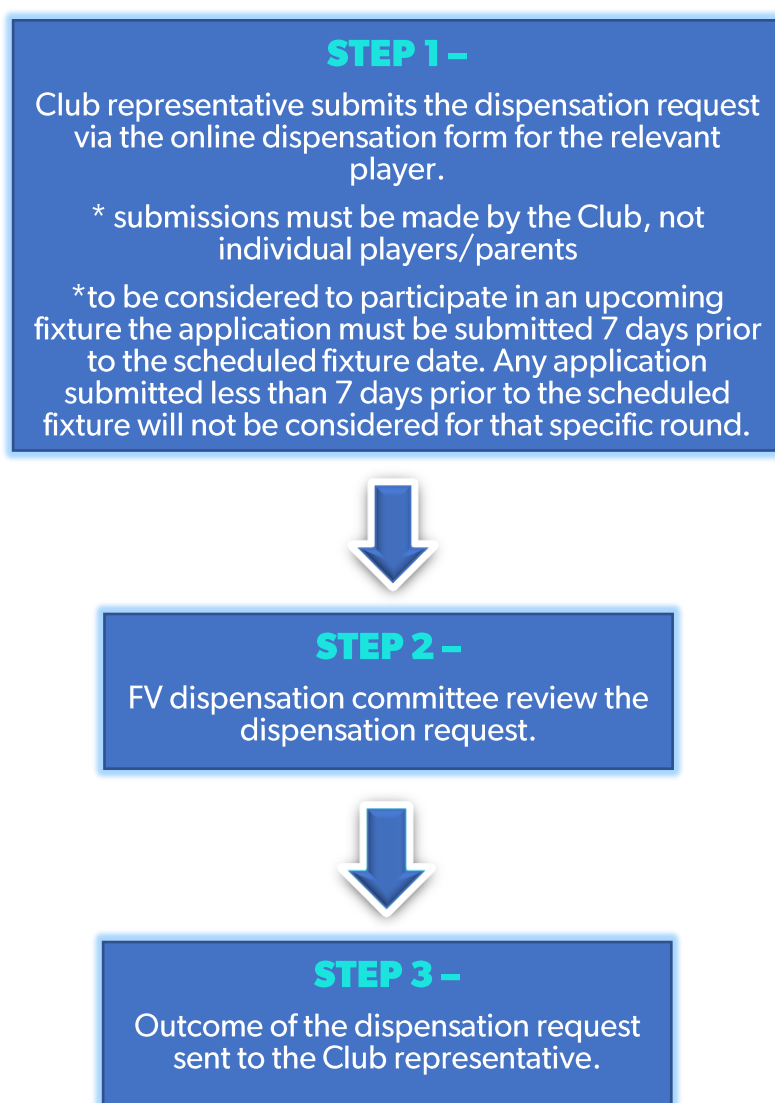 STEP 1 –
Club representative submits the dispensation request
via the online dispensation form for the relevant
player.
* submissions must be made by the Club, not
individual players/parents
*to be considered to participate in an upcoming
fixture the application must be submitted 7 days prior
to the scheduled fixture date. Any application
submitted less than 7 days prior to the scheduled
fixture will not be considered for that specific round.
STEP 2 –
FV dispensation committee review the
dispensation request.
STEP 3 –
Outcome of the dispensation request
sent to the Club representative.